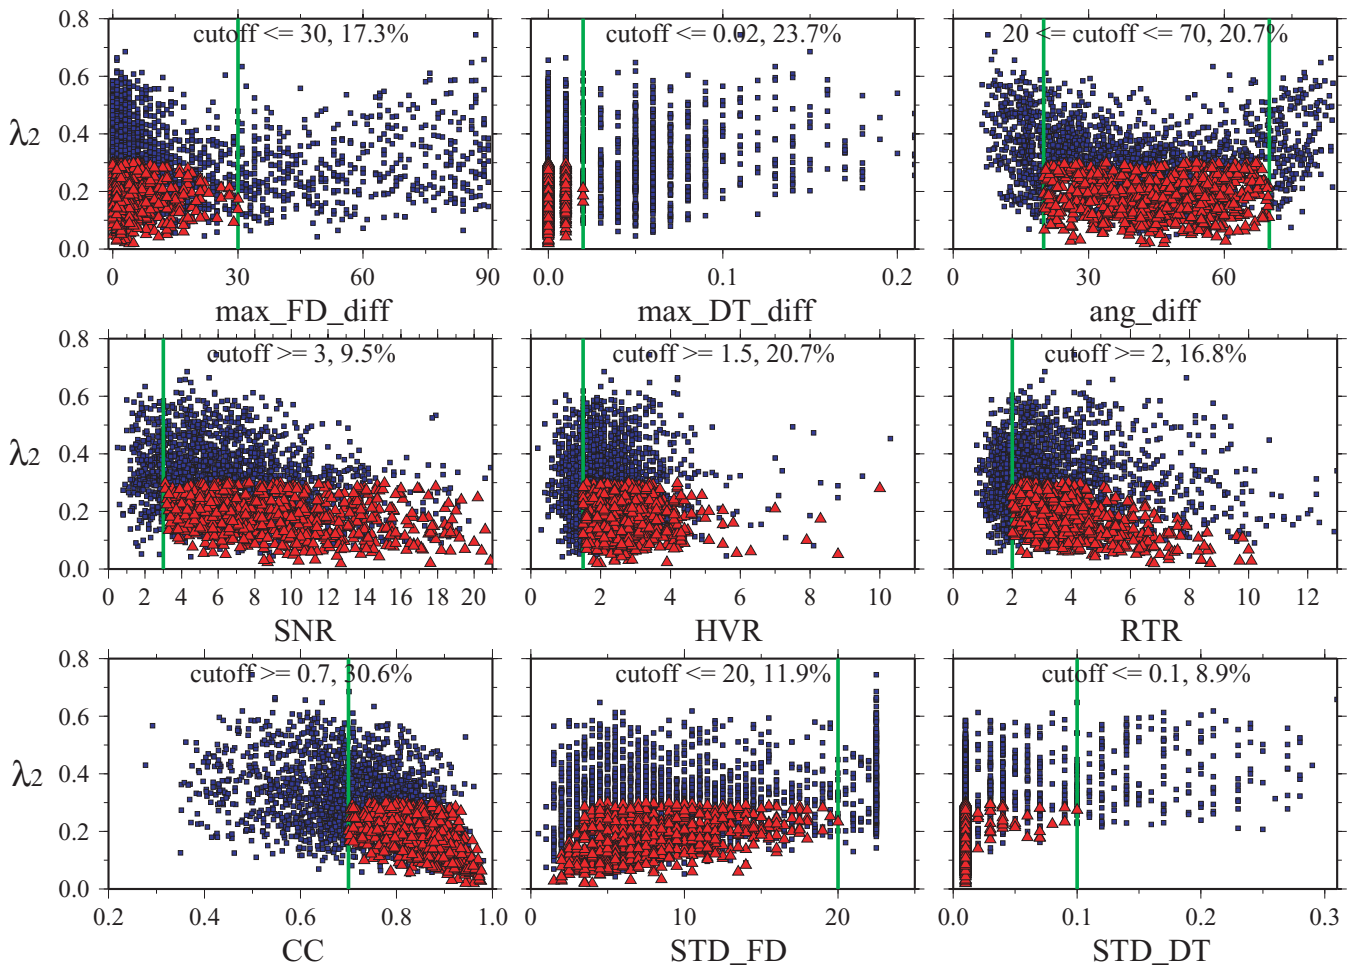 cutoff <= 30, 17.3%
cutoff <= 0.02, 23.7%
20 <= cutoff <= 70, 20.7%
0.8
0.6
0.4
0.2
0.0
λ2
0 30 60 90
0.0 0.1 0.2
0 30 60
max_FD_diff
max_DT_diff
ang_diff
cutoff >= 3, 9.5%
cutoff >= 1.5, 20.7%
cutoff >= 2, 16.8%
0.8
0.6
0.4
0.2
0.0
λ2
0 2 4 6 8 10 12 14 16 18 20
0 2 4 6 8 10
0 2 4 6 8 10 12
SNR
HVR
RTR
cutoff >= 0.7, 30.6%
cutoff <= 20, 11.9%
cutoff <= 0.1, 8.9%
0.8
0.6
0.4
0.2
0.0
λ2
0.2 0.4 0.6 0.8 1.0
0 10 20
0.0 0.1 0.2 0.3
CC
STD_FD
STD_DT